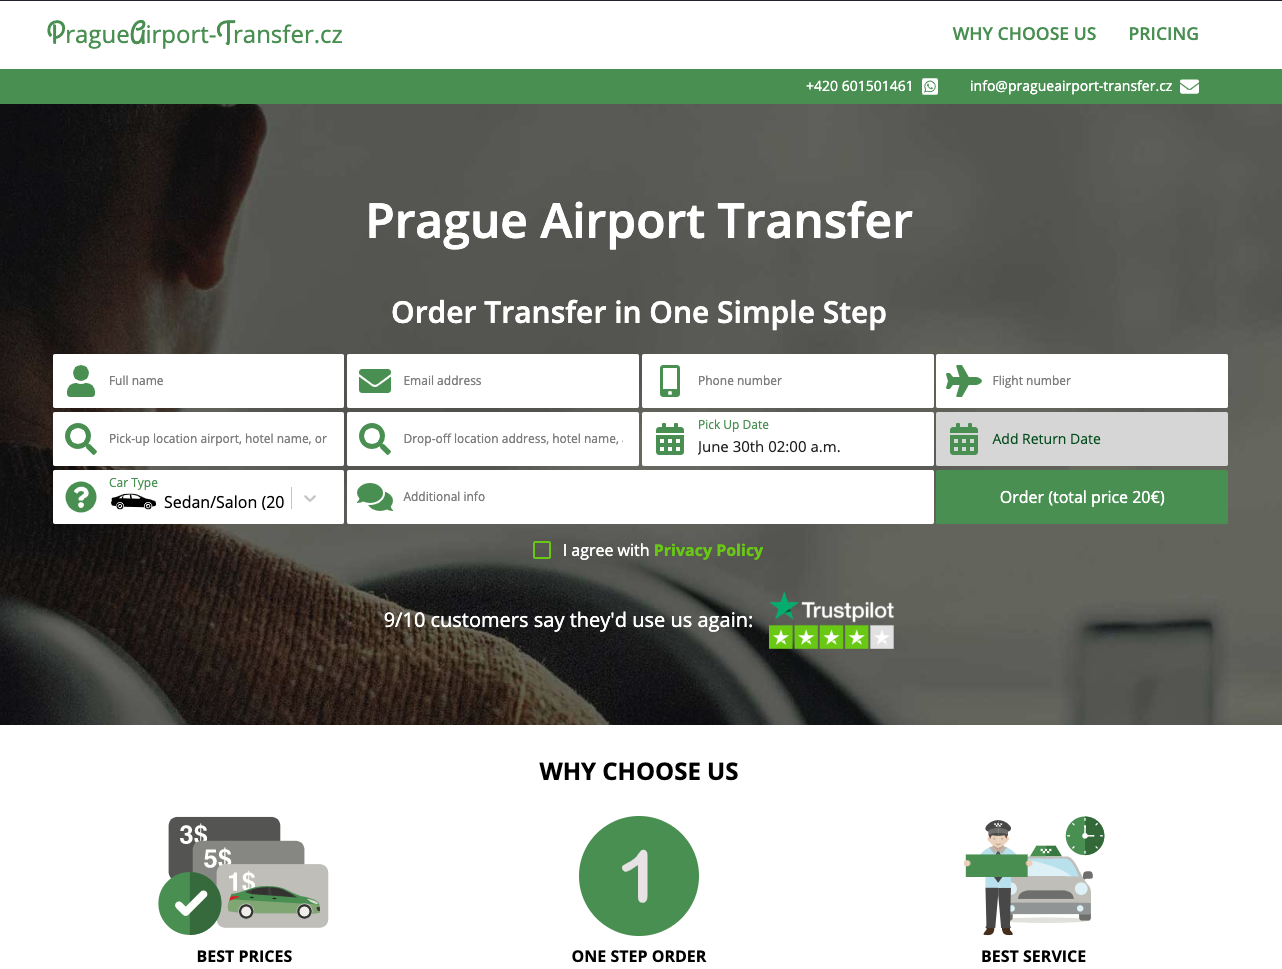 PragueAirport-Transfer.cz
WHY CHOOSE US PRICING
+420 601501461 info@pragueairport-transfer.cz
Prague Airport Transfer
Order Transfer in One Simple Step
Full name Email address Phone number Flight number
Pick-up location airport, hotel name, or Drop-off location address, hotel name, Pick Up Date
June 30th 02:00 a.m. Add Return Date
Car Type
Sedan/Salon (20 Additional info Order (total price 20€)
I agree with Privacy Policy
9/10 customers say they'd use us again: Trustpilot
WHY CHOOSE US
3$
5$
1$
1
BEST PRICES ONE STEP ORDER BEST SERVICE